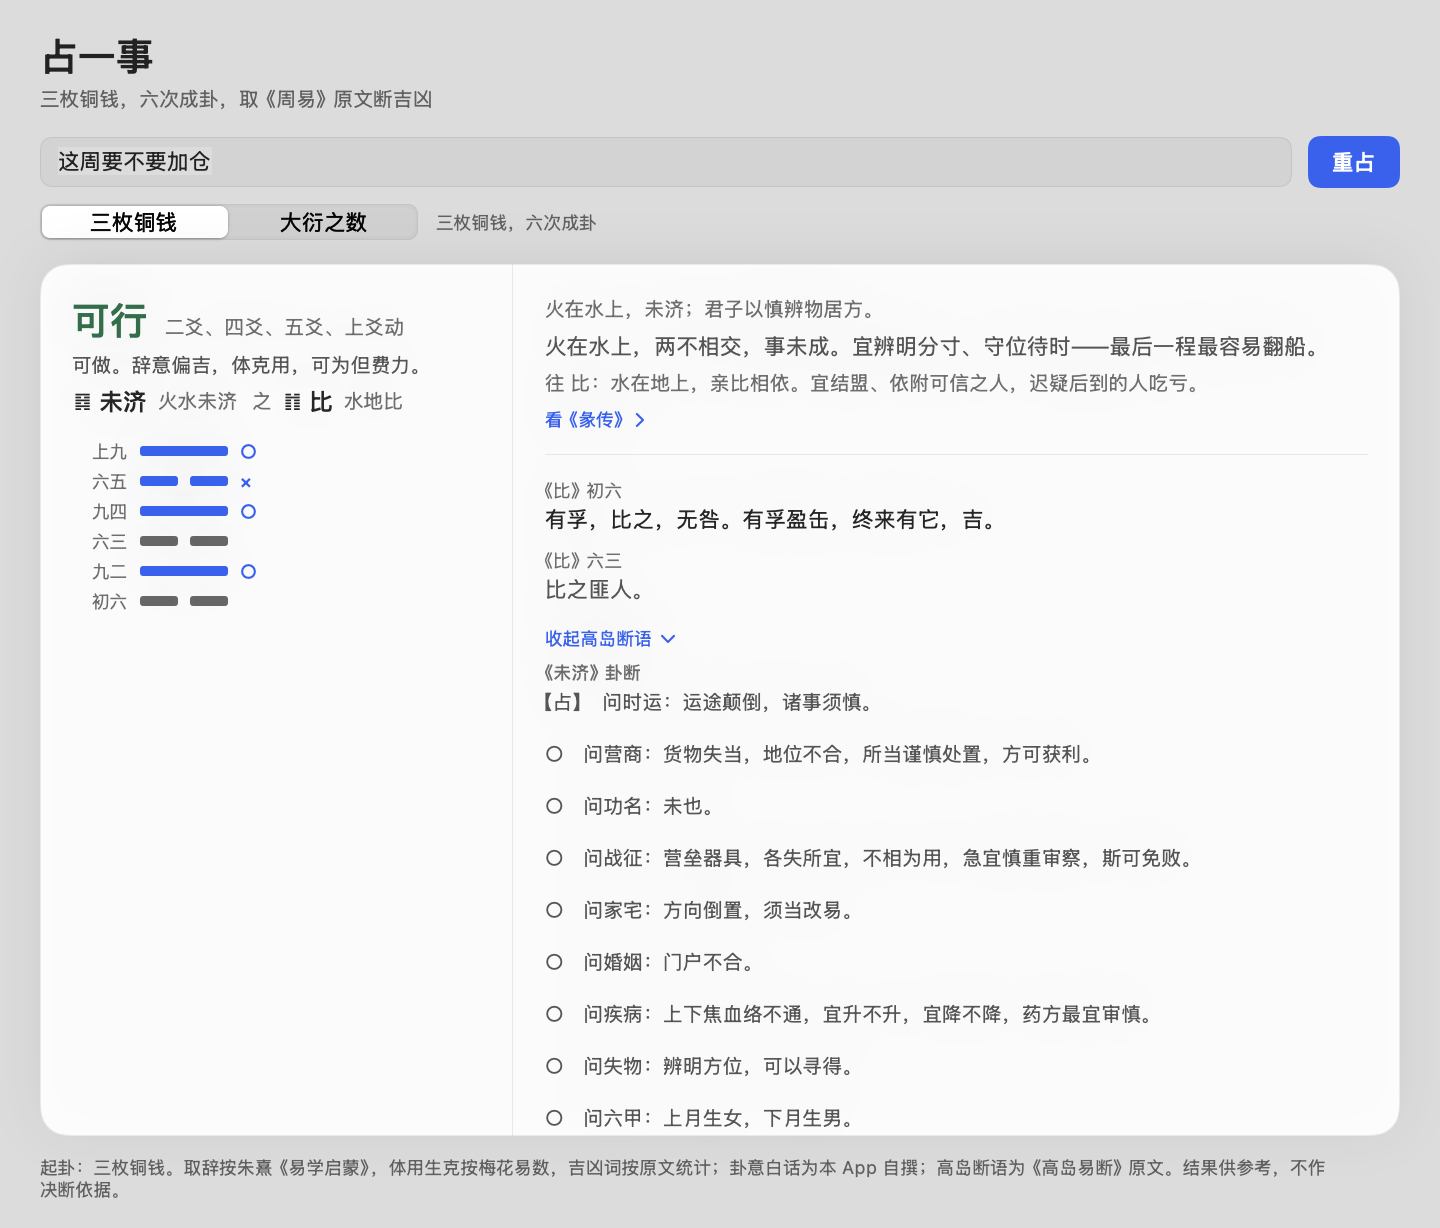 占一事
三枚铜钱，六次成卦，取《周易》原文断吉凶
这周要不要加仓
重占
三枚铜钱
大衍之数
三枚铜钱，六次成卦
可行 二爻、四爻、五爻、上爻动
可做。辞意偏吉，体克用，可为但费力。
䷿ 未济 火水未济 之 ䷇ 比 水地比
上九 ○
六五 ×
九四 ○
六三
九二 ○
初六
火在水上，未济；君子以慎辨物居方。
火在水上，两不相交，事未成。宜辨明分寸、守位待时——最后一程最容易翻船。
往 比：水在地上，亲比相依。宜结盟、依附可信之人，迟疑后到的人吃亏。
看《彖传》 >
《比》初六
有孚，比之，无咎。有孚盈缶，终来有它，吉。
《比》六三
比之匪人。
收起高岛断语
《未济》卦断
【占】 问时运：运途颠倒，诸事须慎。
○ 问营商：货物失当，地位不合，所当谨慎处置，方可获利。
○ 问功名：未也。
○ 问战征：营垒器具，各失所宜，不相为用，急宜慎重审察，斯可免败。
○ 问家宅：方向倒置，须当改易。
○ 问婚姻：门户不合。
○ 问疾病：上下焦血络不通，宜升不升，宜降不降，药方最宜审慎。
○ 问失物：辨明方位，可以寻得。
○ 问六甲：上月生女，下月生男。
起卦：三枚铜钱。取辞按朱熹《易学启蒙》，体用生克按梅花易数，吉凶词按原文统计；卦意白话为本 App 自撰；高岛断语为《高岛易断》原文。结果供参考，不作
决断依据。